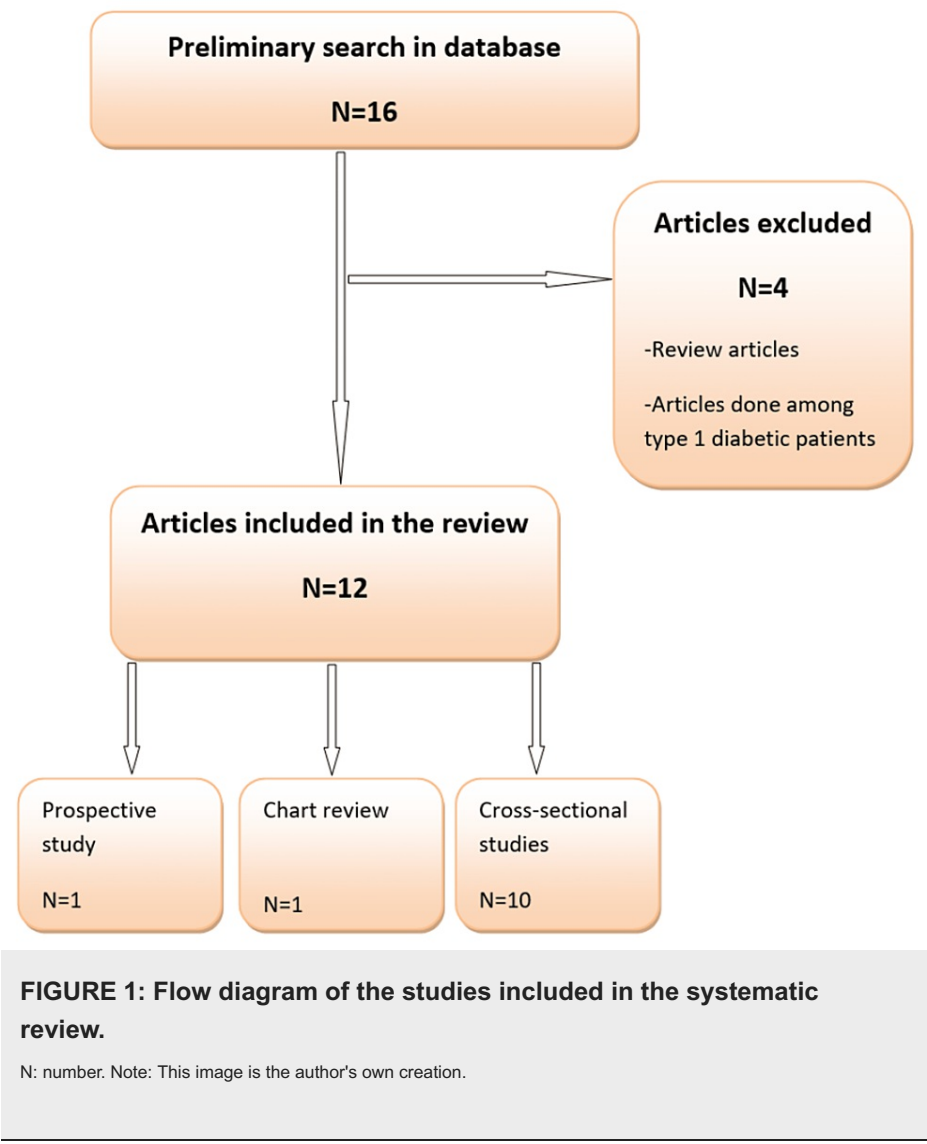 Preliminary search in database
N=16
Articles excluded
N=4
-Review articles
-Articles done among
type 1 diabetic patients
Articles included in the review
N=12
Prospective
study
N=1
Chart review
N=1
Cross-sectional
studies
N=10
FIGURE 1: Flow diagram of the studies included in the systematic
review.
N: number. Note: This image is the author's own creation.